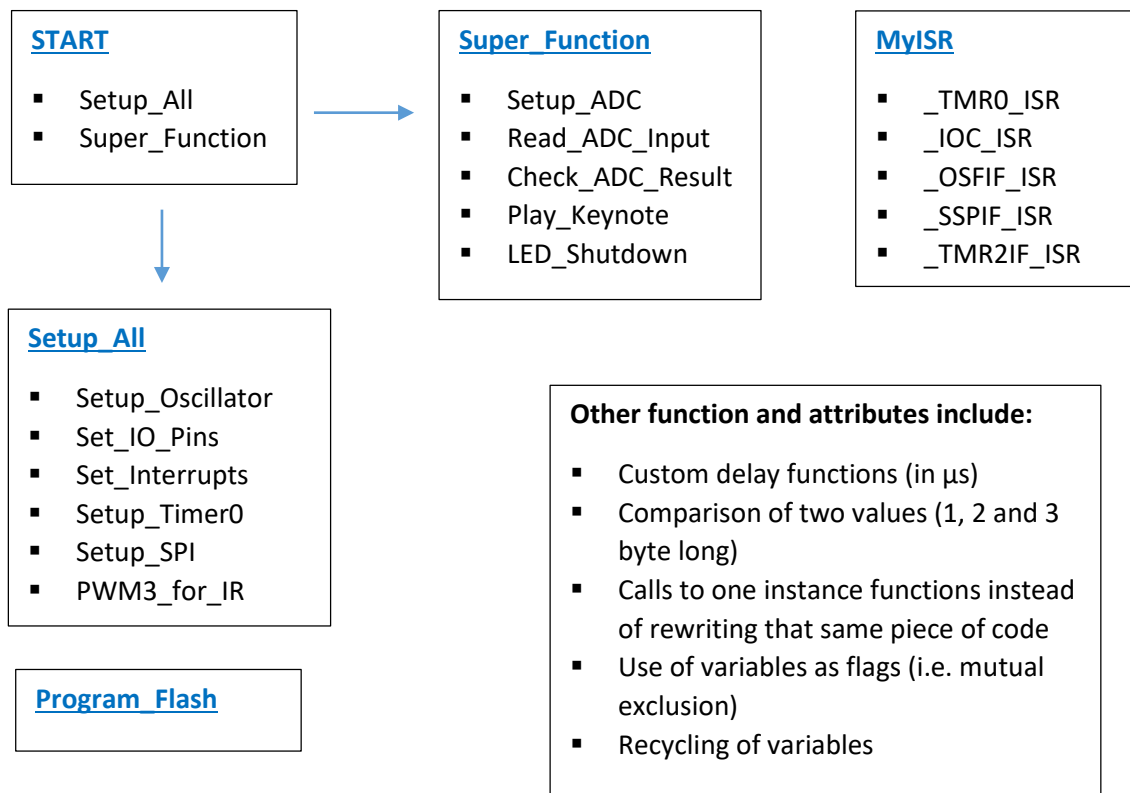 START
▪ Setup_All
▪ Super_Function
Super_Function
▪ Setup_ADC
▪ Read_ADC_Input
▪ Check_ADC_Result
▪ Play_Keynote
▪ LED_Shutdown
MyISR
▪ _TMR0_ISR
▪ _IOC_ISR
▪ _OSFIF_ISR
▪ _SSPIF_ISR
▪ _TMR2IF_ISR
Setup_All
▪ Setup_Oscillator
▪ Set_IO_Pins
▪ Set_Interrupts
▪ Setup_Timer0
▪ Setup_SPI
▪ PWM3_for_IR
Program_Flash
Other function and attributes include:
▪ Custom delay functions (in µs)
▪ Comparison of two values (1, 2 and 3
byte long)
▪ Calls to one instance functions instead
of rewriting that same piece of code
▪ Use of variables as flags (i.e. mutual
exclusion)
▪ Recycling of variables